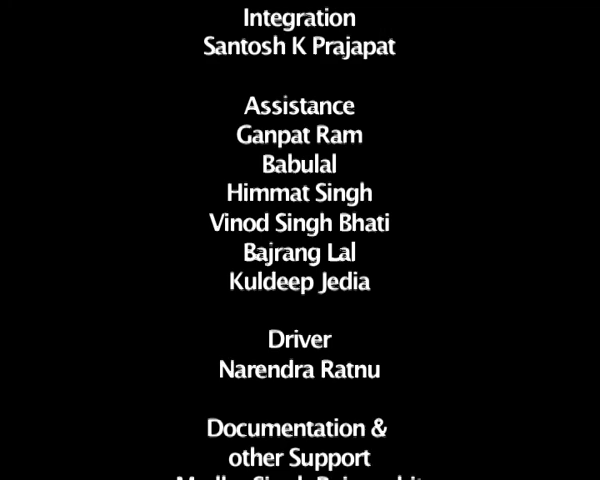 Integration
Santosh K Prajapat
Assistance
Ganpat Ram
Babulal
Himmat Singh
Vinod Singh Bhati
Bajrang Lal
Kuldeep Jedia
Driver
Narendra Ratnu
Documentation &
other Support
Singh